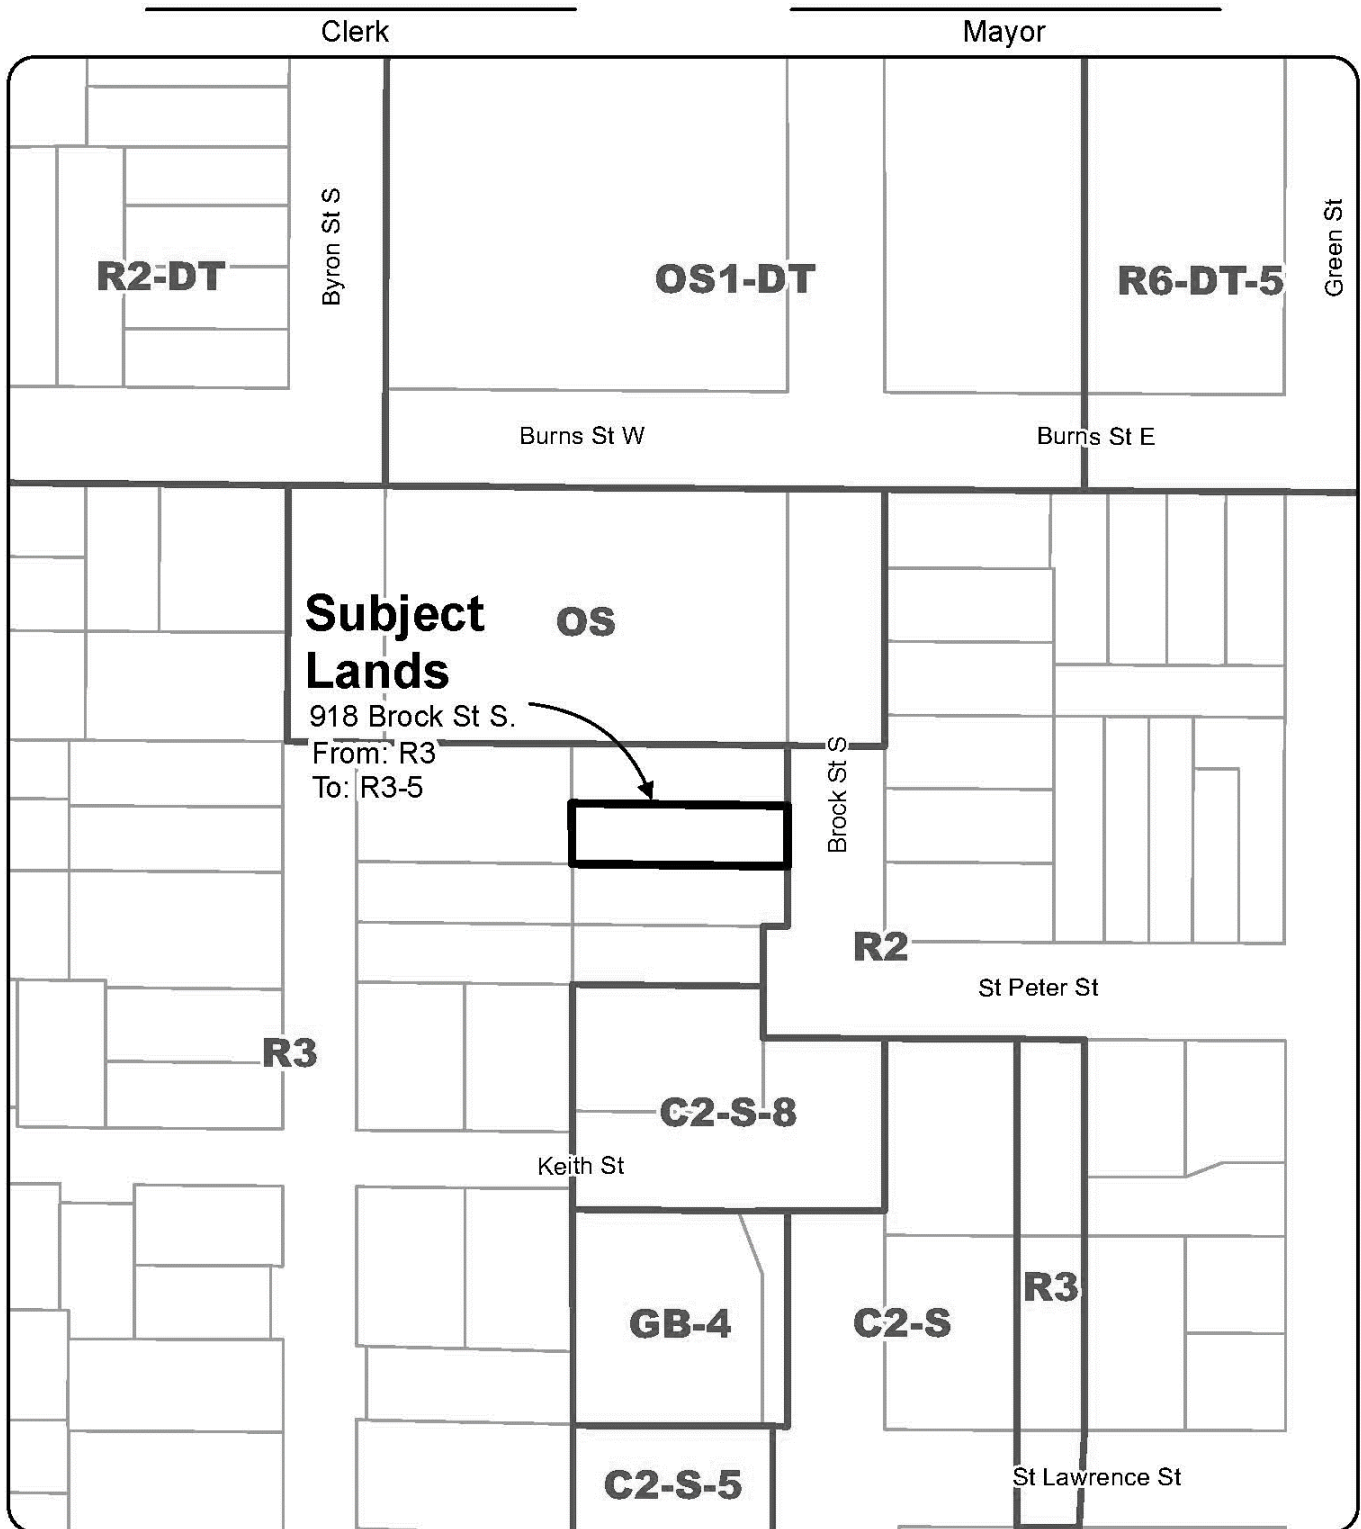 Clerk
Mayor
R2-DT
Byron St S
OS1-DT
R6-DT-5
Green St
Burns St W
Burns St E
Subject
Lands
918 Brock St S.
From: R3
To: R3-5
OS
Brock St S
R2
St Peter St
R3
C2-S-8
Keith St
R3
GB-4
C2-S
C2-S-5
St Lawrence St